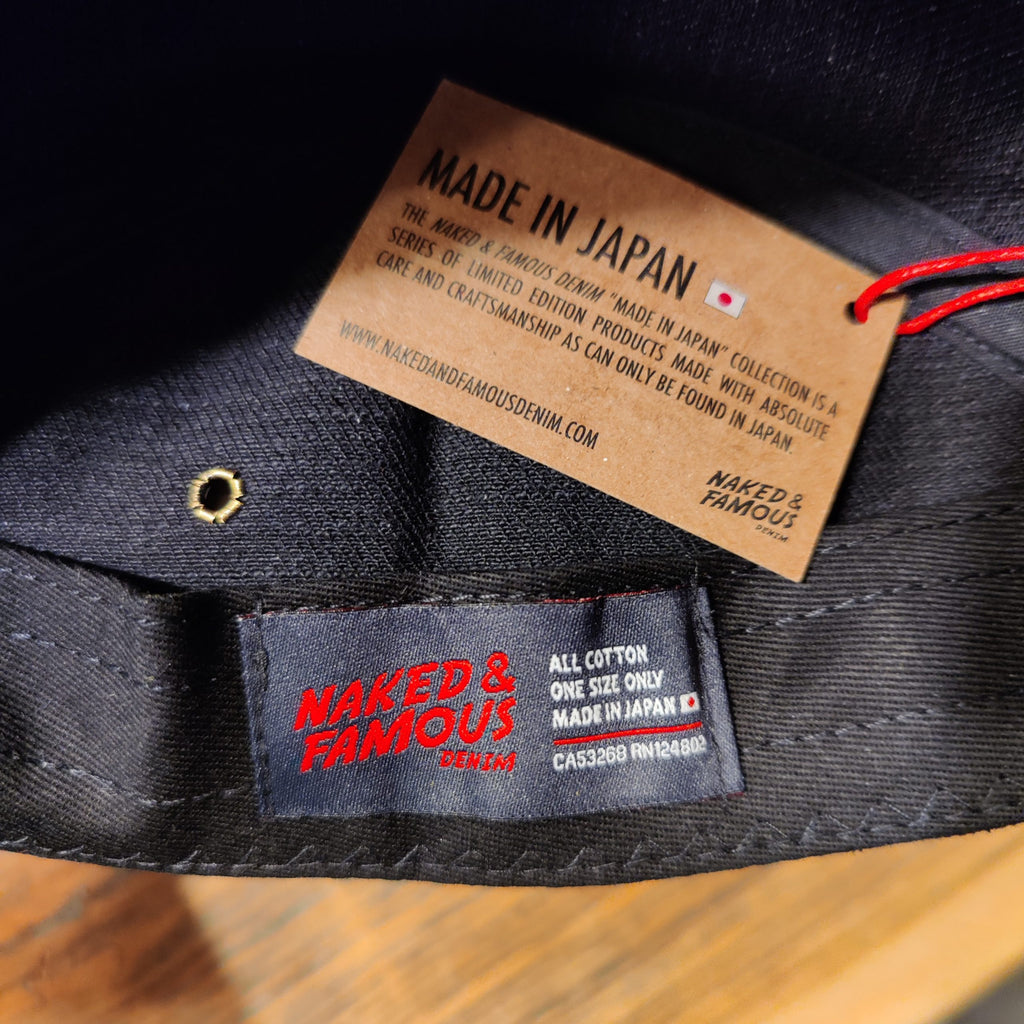 MADE IN JAPAN
THE NAKED & FAMOUS DENIM "MADE IN JAPAN" COLLECTION IS A
SERIES OF LIMITED EDITION PRODUCTS MADE WITH ABSOLUTE
CARE AND CRAFTSMANSHIP AS CAN ONLY BE FOUND IN JAPAN.
WWW.NAKEDANDFAMOUSDENIM.COM
NAKED &
FAMOUS
DENIM
NAKED &
FAMOUS
DENIM
ALL COTTON
ONE SIZE ONLY
MADE IN JAPAN
CA53268